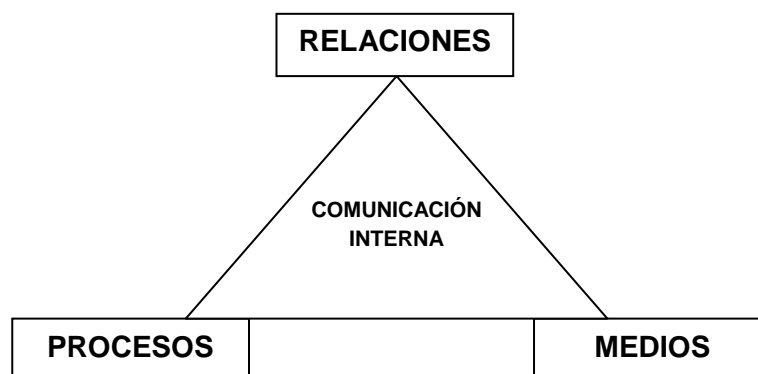 RELACIONES
COMUNICACIÓN
INTERNA
PROCESOS
MEDIOS